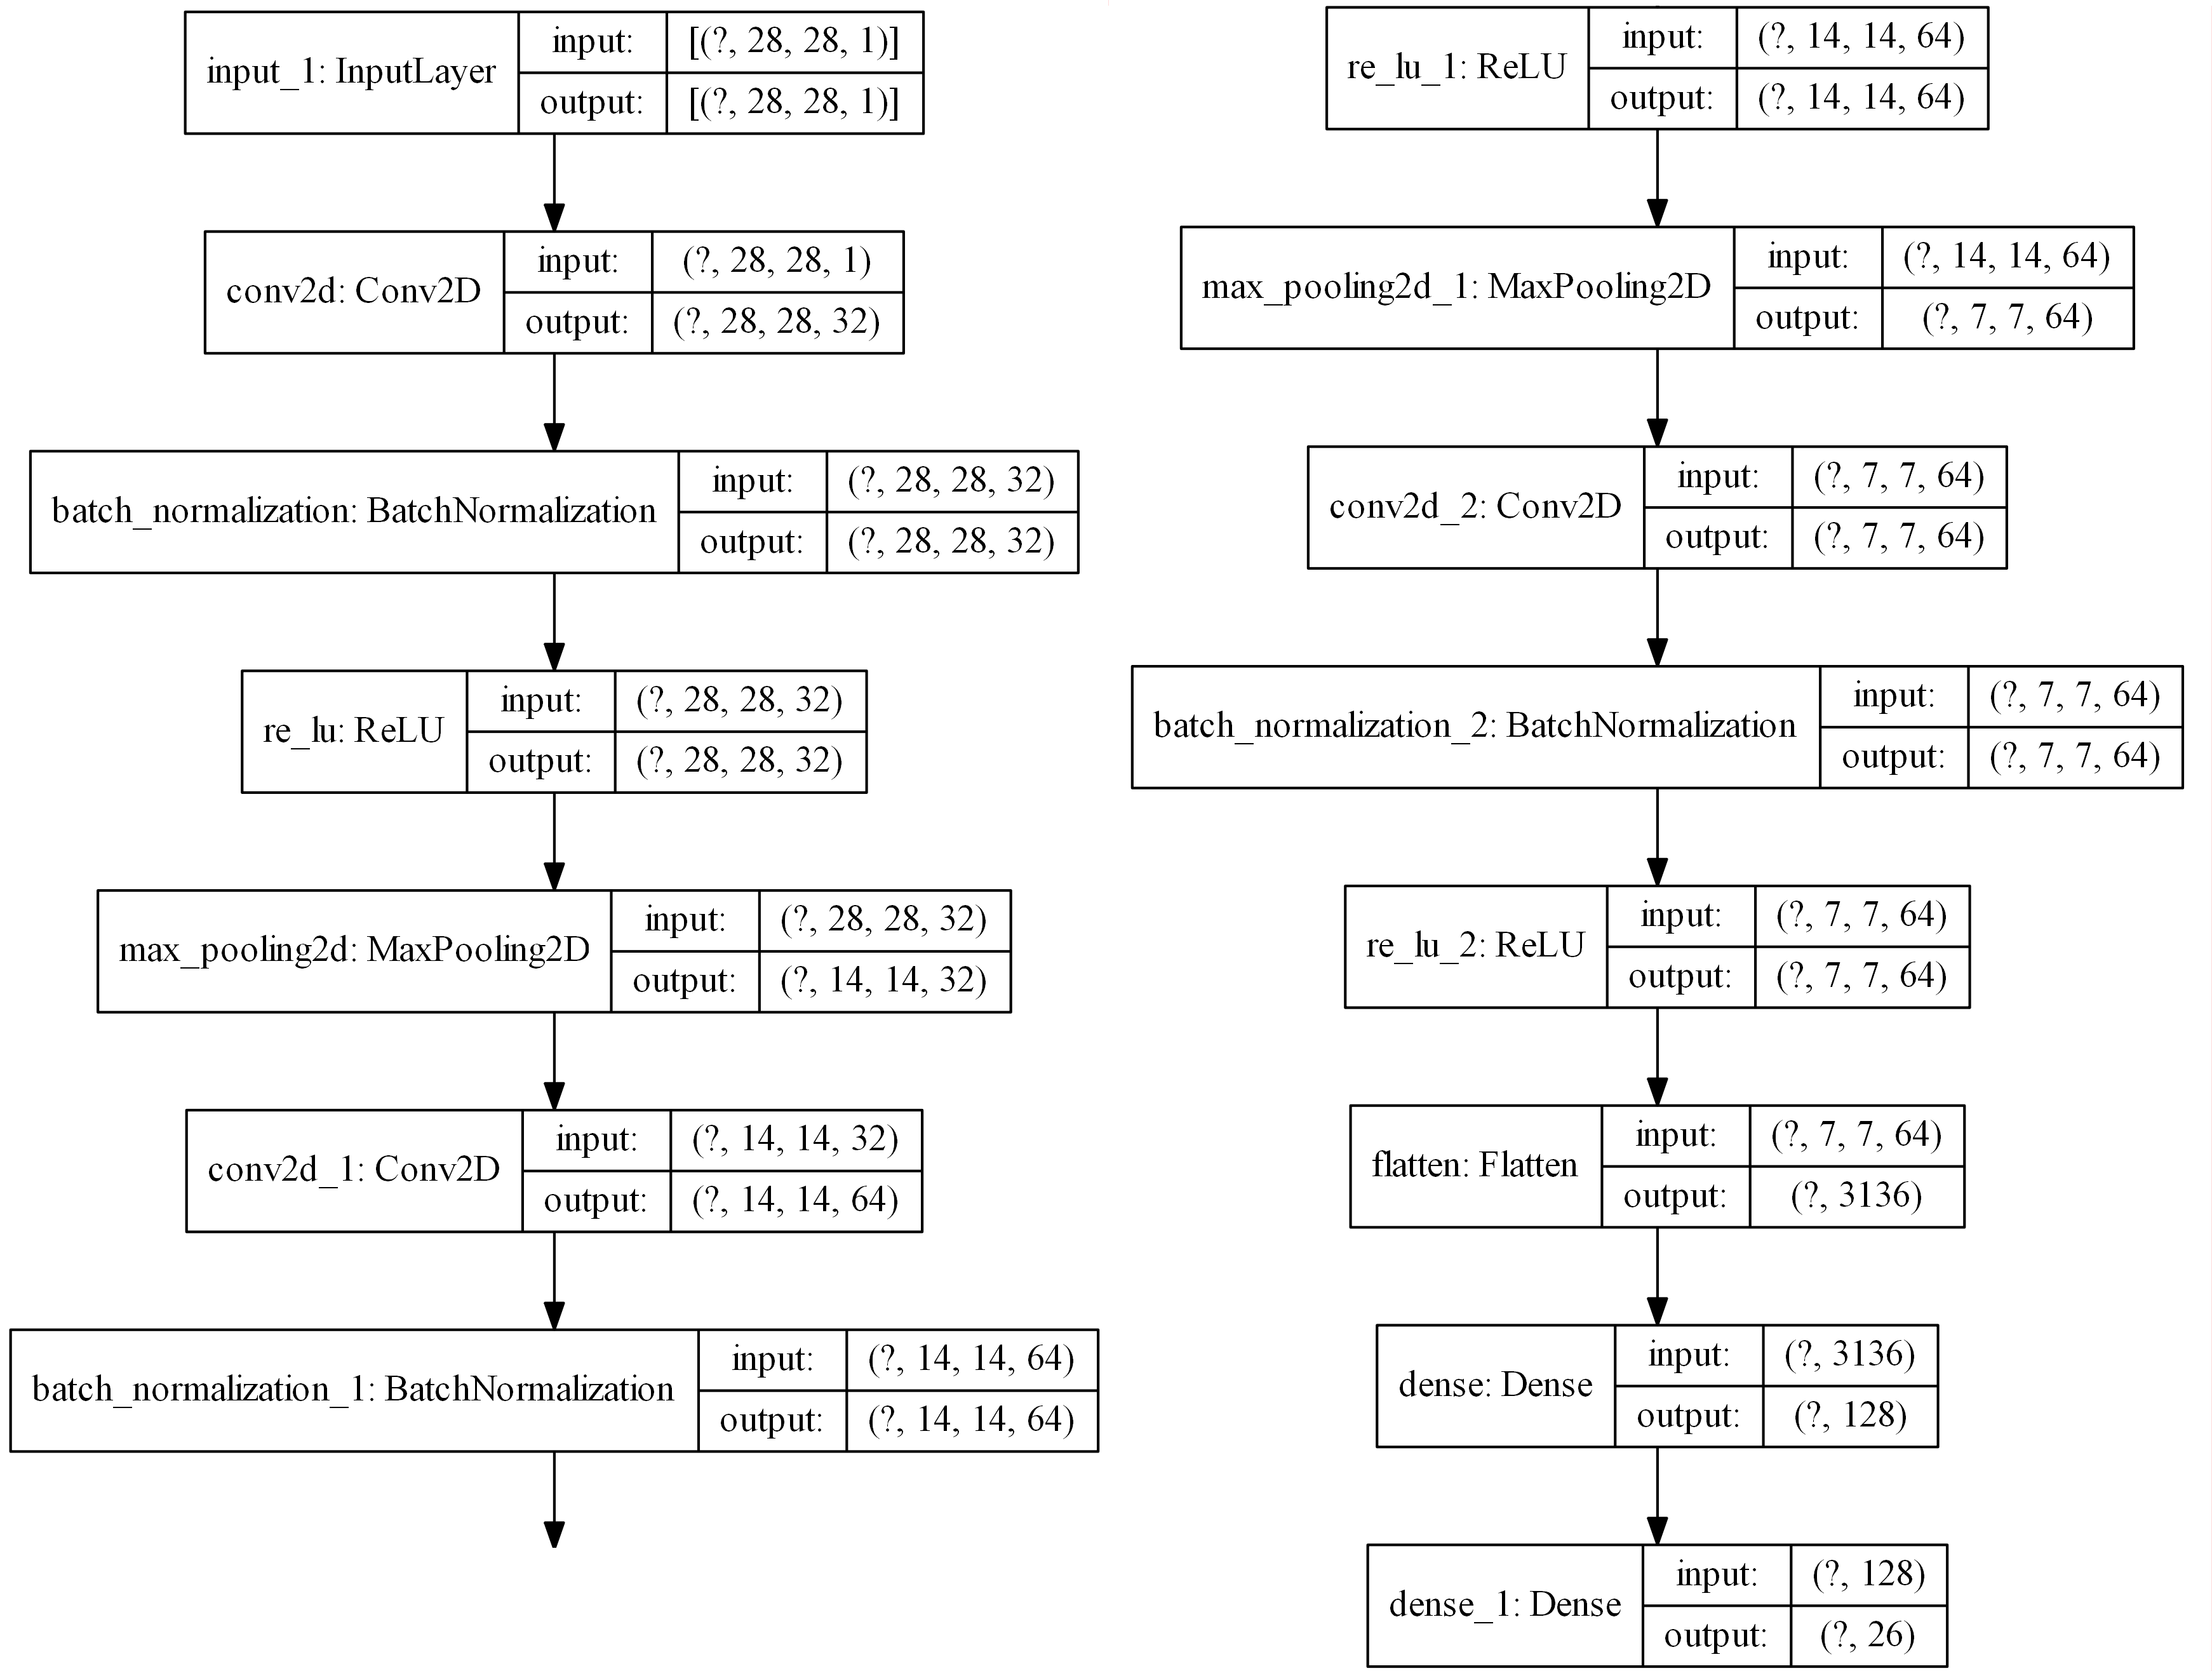 input_1: InputLayer
input: [(?, 28, 28, 1)]
output: [(?, 28, 28, 1)]
conv2d: Conv2D
input: (?, 28, 28, 1)
output: (?, 28, 28, 32)
batch_normalization: BatchNormalization
input: (?, 28, 28, 32)
output: (?, 28, 28, 32)
re_lu: ReLU
input: (?, 28, 28, 32)
output: (?, 28, 28, 32)
max_pooling2d: MaxPooling2D
input: (?, 28, 28, 32)
output: (?, 14, 14, 32)
conv2d_1: Conv2D
input: (?, 14, 14, 32)
output: (?, 14, 14, 64)
batch_normalization_1: BatchNormalization
input: (?, 14, 14, 64)
output: (?, 14, 14, 64)
re_lu_1: ReLU
input: (?, 14, 14, 64)
output: (?, 14, 14, 64)
max_pooling2d_1: MaxPooling2D
input: (?, 14, 14, 64)
output: (?, 7, 7, 64)
conv2d_2: Conv2D
input: (?, 7, 7, 64)
output: (?, 7, 7, 64)
batch_normalization_2: BatchNormalization
input: (?, 7, 7, 64)
output: (?, 7, 7, 64)
re_lu_2: ReLU
input: (?, 7, 7, 64)
output: (?, 7, 7, 64)
flatten: Flatten
input: (?, 7, 7, 64)
output: (?, 3136)
dense: Dense
input: (?, 3136)
output: (?, 128)
dense_1: Dense
input: (?, 128)
output: (?, 26)